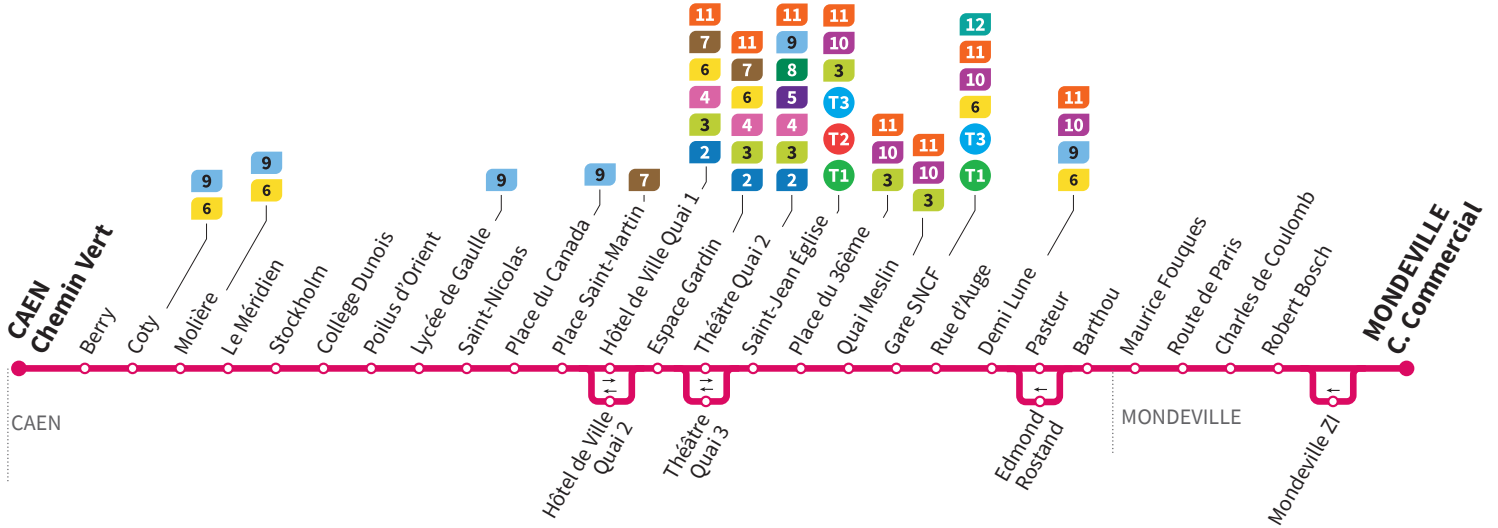 CAEN
Chemin Vert
Berry
9
6
Coty
Molière
9
6
Le Méridien
Stockholm
Collège Dunois
Poilus d'Orient
9
Lycée de Gaulle
Saint-Nicolas
9
Place du Canada
7
Place Saint-Martin
11
7
6
4
3
2
Hôtel de Ville Quai 1
11
7
6
4
3
2
Espace Gardin
11
9
8
5
4
3
2
Théâtre Quai 2
11
10
3
T3
T2
T1
Saint-Jean Église
11
10
3
Place du 36ème
11
10
3
Quai Meslin
12
11
10
6
T3
T1
Gare SNCF
Rue d'Auge
Demi Lune
11
10
9
6
Pasteur
Barthou
Maurice Fouques
Route de Paris
Charles de Coulomb
Robert Bosch
MONDEVILLE
C. Commercial
CAEN
Hôtel de Ville
Quai 2
Théâtre
Quai 3
Edmond
Rostand
MONDEVILLE
Mondeville ZI